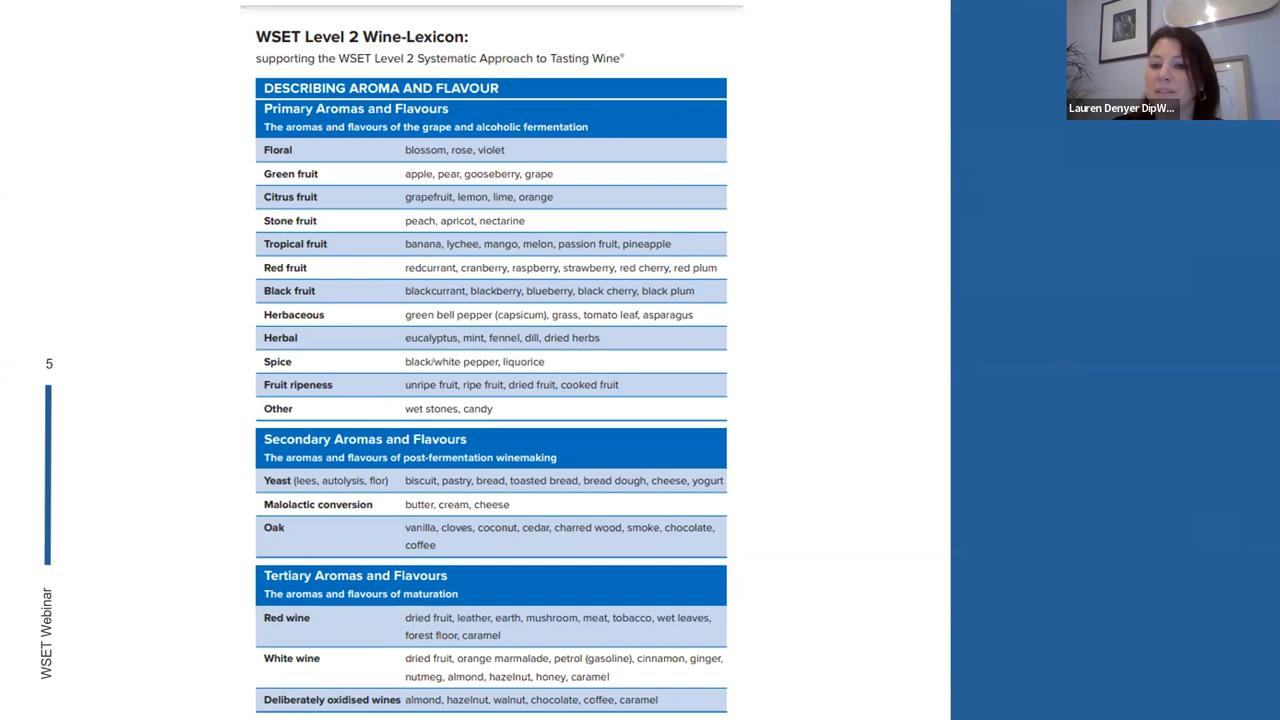 WSET Level 2 Wine-Lexicon:
supporting the WSET Level 2 Systematic Approach to Tasting Wine®
DESCRIBING AROMA AND FLAVOUR
Primary Aromas and Flavours
The aromas and flavours of the grape and alcoholic fermentation
Floral blossom, rose, violet
Green fruit apple, pear, gooseberry, grape
Citrus fruit grapefruit, lemon, lime, orange
Stone fruit peach, apricot, nectarine
Tropical fruit banana, lychee, mango, melon, passion fruit, pineapple
Red fruit redcurrant, cranberry, raspberry, strawberry, red cherry, red plum
Black fruit blackcurrant, blackberry, blueberry, black cherry, black plum
Herbaceous green bell pepper (capsicum), grass, tomato leaf, asparagus
Herbal eucalyptus, mint, fennel, dill, dried herbs
Spice black/white pepper, liquorice
Fruit ripeness unripe fruit, ripe fruit, dried fruit, cooked fruit
Other wet stones, candy
Secondary Aromas and Flavours
The aromas and flavours of post-fermentation winemaking
Yeast (lees, autolysis, flor) biscuit, pastry, bread, toasted bread, bread dough, cheese, yogurt
Malolactic conversion butter, cream, cheese
Oak vanilla, cloves, coconut, cedar, charred wood, smoke, chocolate,
coffee
Tertiary Aromas and Flavours
The aromas and flavours of maturation
Red wine dried fruit, leather, earth, mushroom, meat, tobacco, wet leaves,
forest floor, caramel
White wine dried fruit, orange marmalade, petrol (gasoline), cinnamon, ginger,
nutmeg, almond, hazelnut, honey, caramel
Deliberately oxidised wines almond, hazelnut, walnut, chocolate, coffee, caramel
5
WSET Webinar
Lauren Denyer DipW...